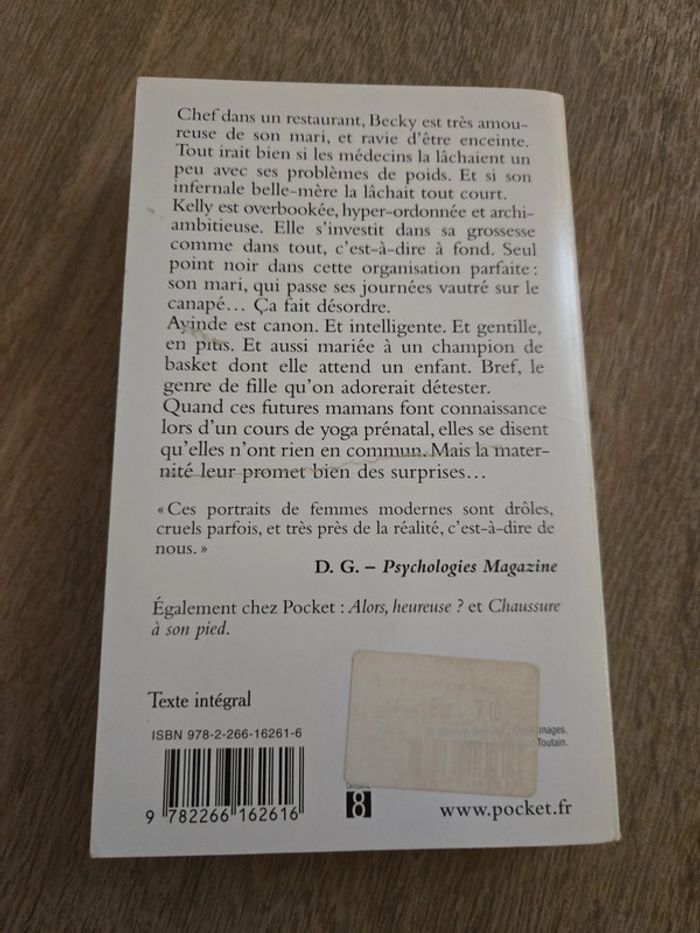 Chef dans un restaurant, Becky est très amou-
reuse de son mari, et ravie d'être enceinte.
Tout irait bien si les médecins la lâchaient un
peu avec ses problèmes de poids. Et si son
infernale belle-mère la lâchait tout court.
Kelly est overbookée, hyper-ordonnée et archi-
ambitieuse. Elle s'investit dans sa grossesse
comme dans tout, c'est-à-dire à fond. Seul
point noir dans cette organisation parfaite :
son mari, qui passe ses journées vautré sur le
canapé… Ça fait désordre.
Ayinde est canon. Et intelligente. Et gentille,
en plus. Et aussi mariée à un champion de
basket dont elle attend un enfant. Bref, le
genre de fille qu'on adorerait détester.
Quand ces futures mamans font connaissance
lors d'un cours de yoga prénatal, elles se disent
qu'elles n'ont rien en commun. Mais la mater-
nité leur promet bien des surprises…
« Ces portraits de femmes modernes sont drôles,
cruels parfois, et très près de la réalité, c'est-à-dire de
nous. »
D. G. – Psychologies Magazine
Également chez Pocket : Alors, heureuse ? et Chaussure
à son pied.
Texte intégral
Eur. 7.10
mages.
Toutain.
ISBN 978-2-266-16261-6
9 782266 162616
8
www.pocket.fr